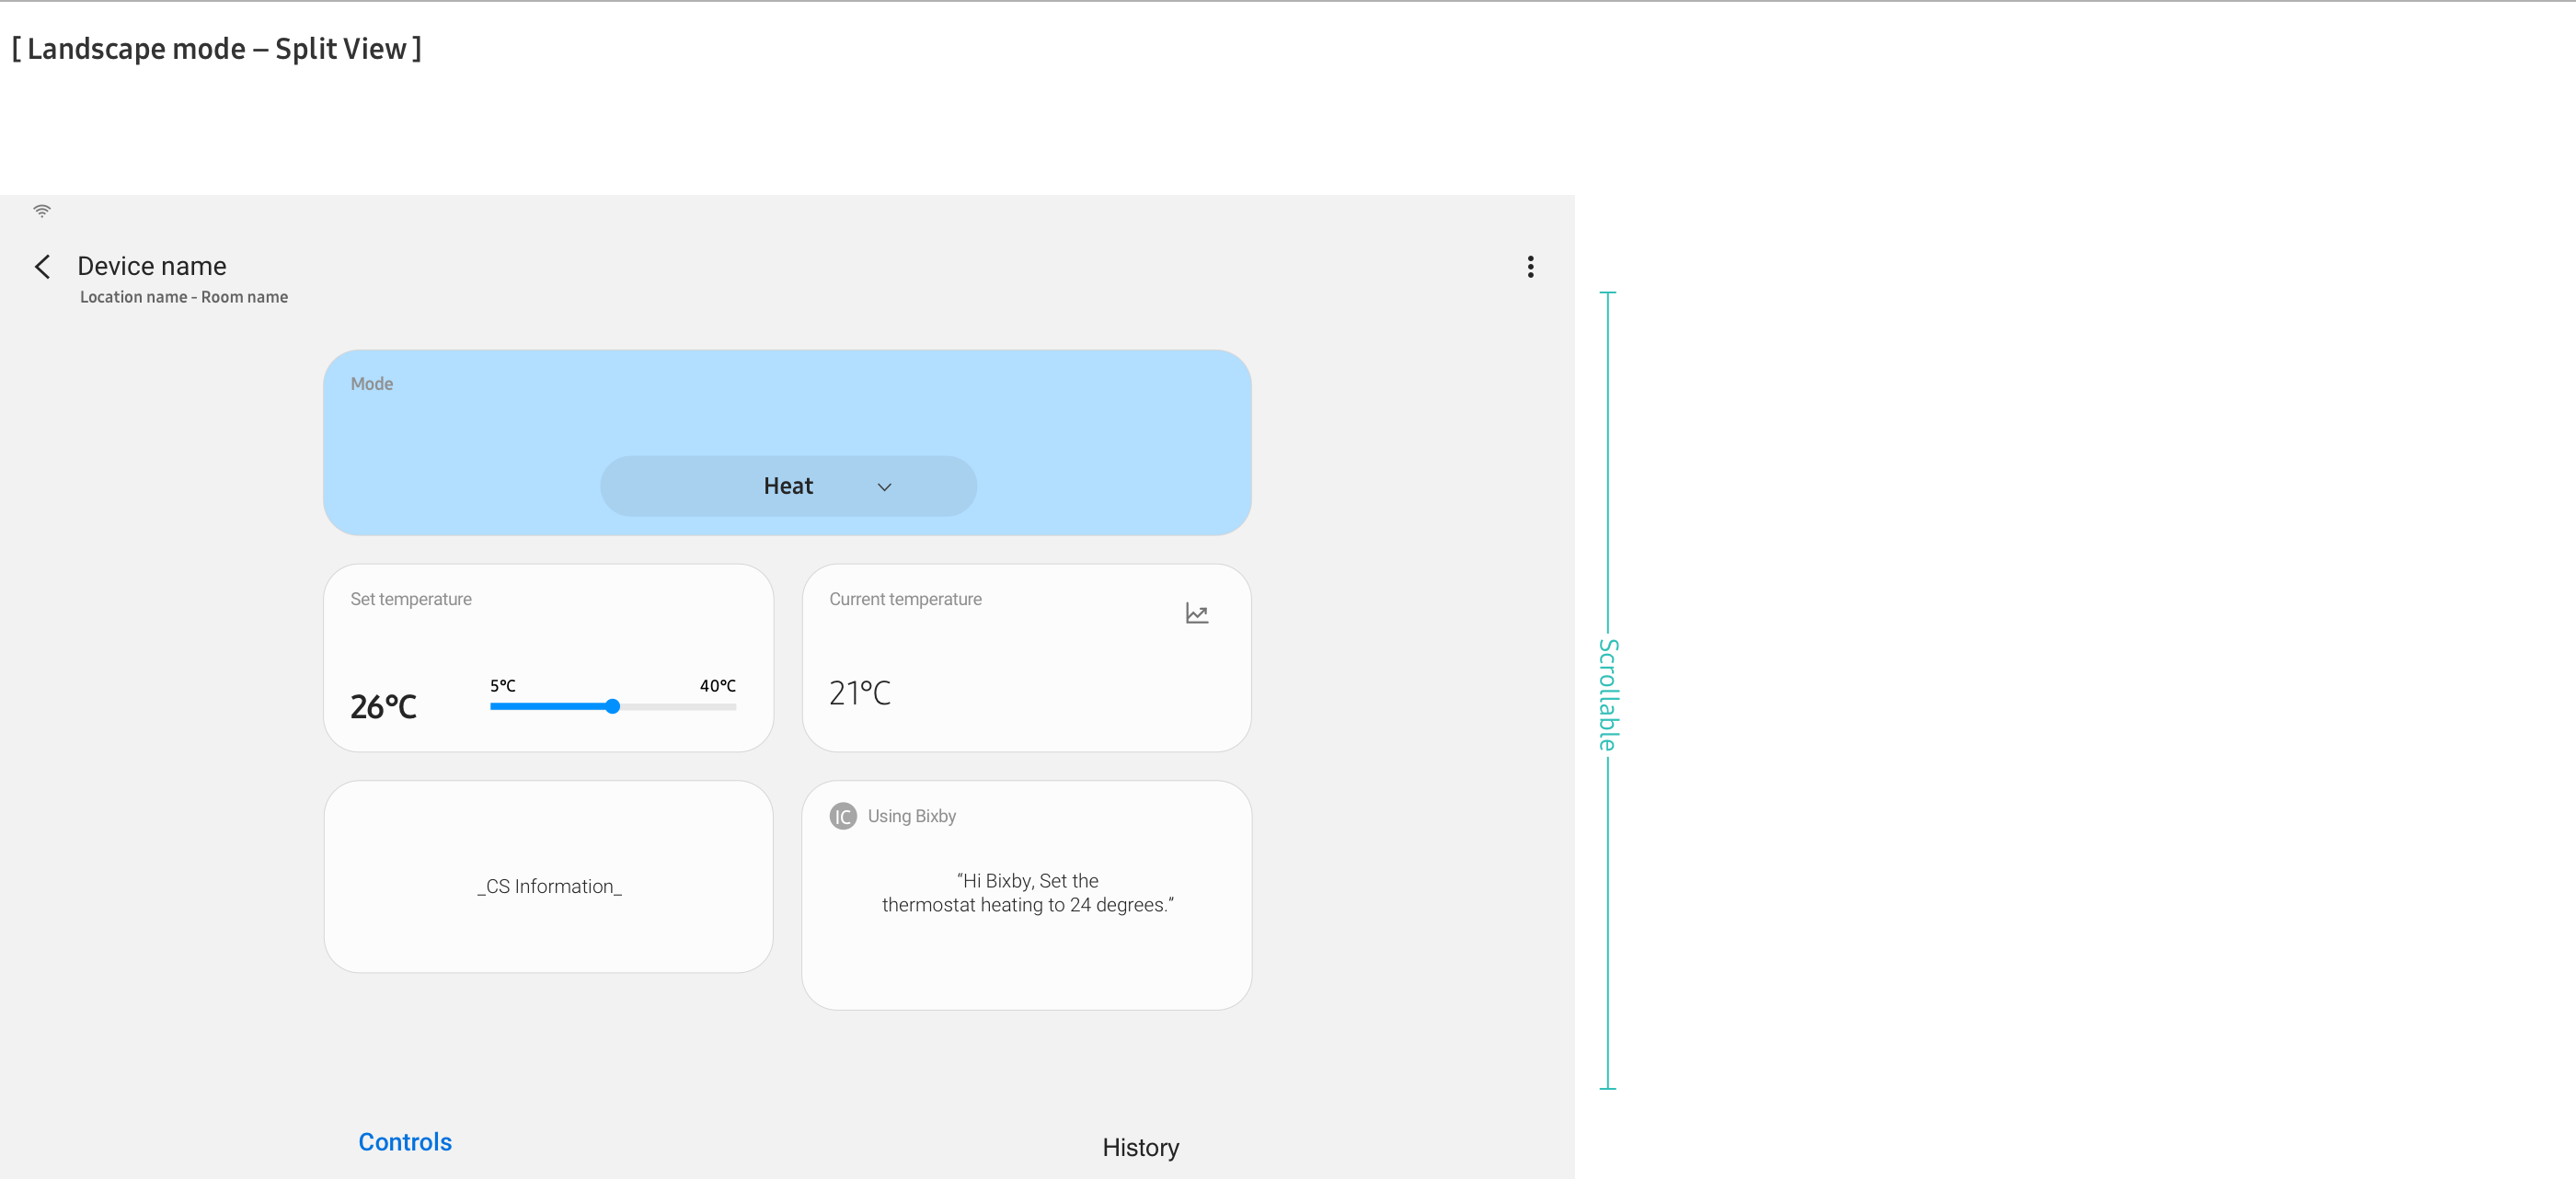 [ Landscape mode – Split View ]
Device name
Location name - Room name
Mode
Heat
Set temperature
5°C
40°C
26°C
Current temperature
21°C
_CS Information_
IC Using Bixby
“Hi Bixby, Set the
thermostat heating to 24 degrees.”
Controls
History
Scrollable